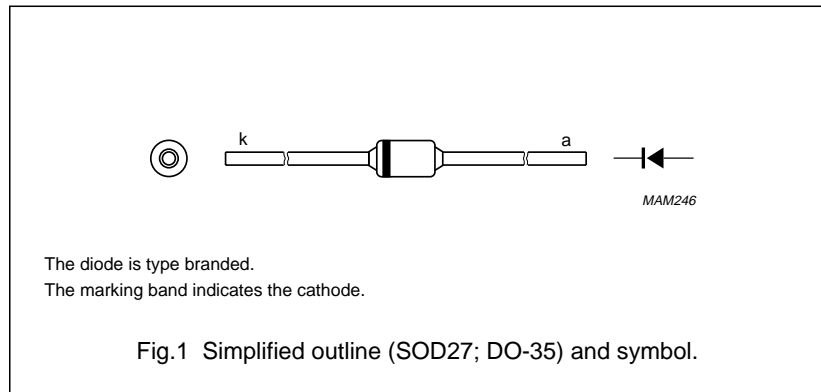 k
a
MAM246
The diode is type branded.
The marking band indicates the cathode.
Fig.1 Simplified outline (SOD27; DO-35) and symbol.